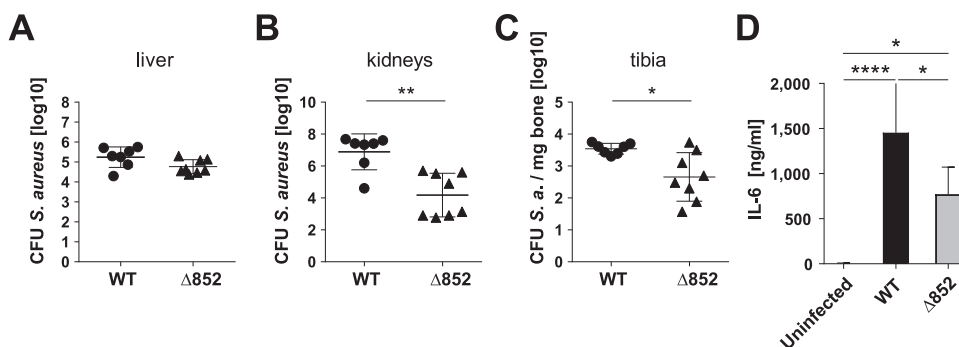 A
liver
CFU S. aureus [log10]
8
7
6
5
4
3
2
1
0
WT
Δ852
B
kidneys
CFU S. aureus [log10]
10
8
6
4
2
0
**
WT
Δ852
C
tibia
CFU S. a. / mg bone [log10]
5
4
3
2
1
0
*
WT
Δ852
D
*
**** *
IL-6 [ng/ml]
2,000
1,500
1,000
500
0
Uninfected
WT
Δ852